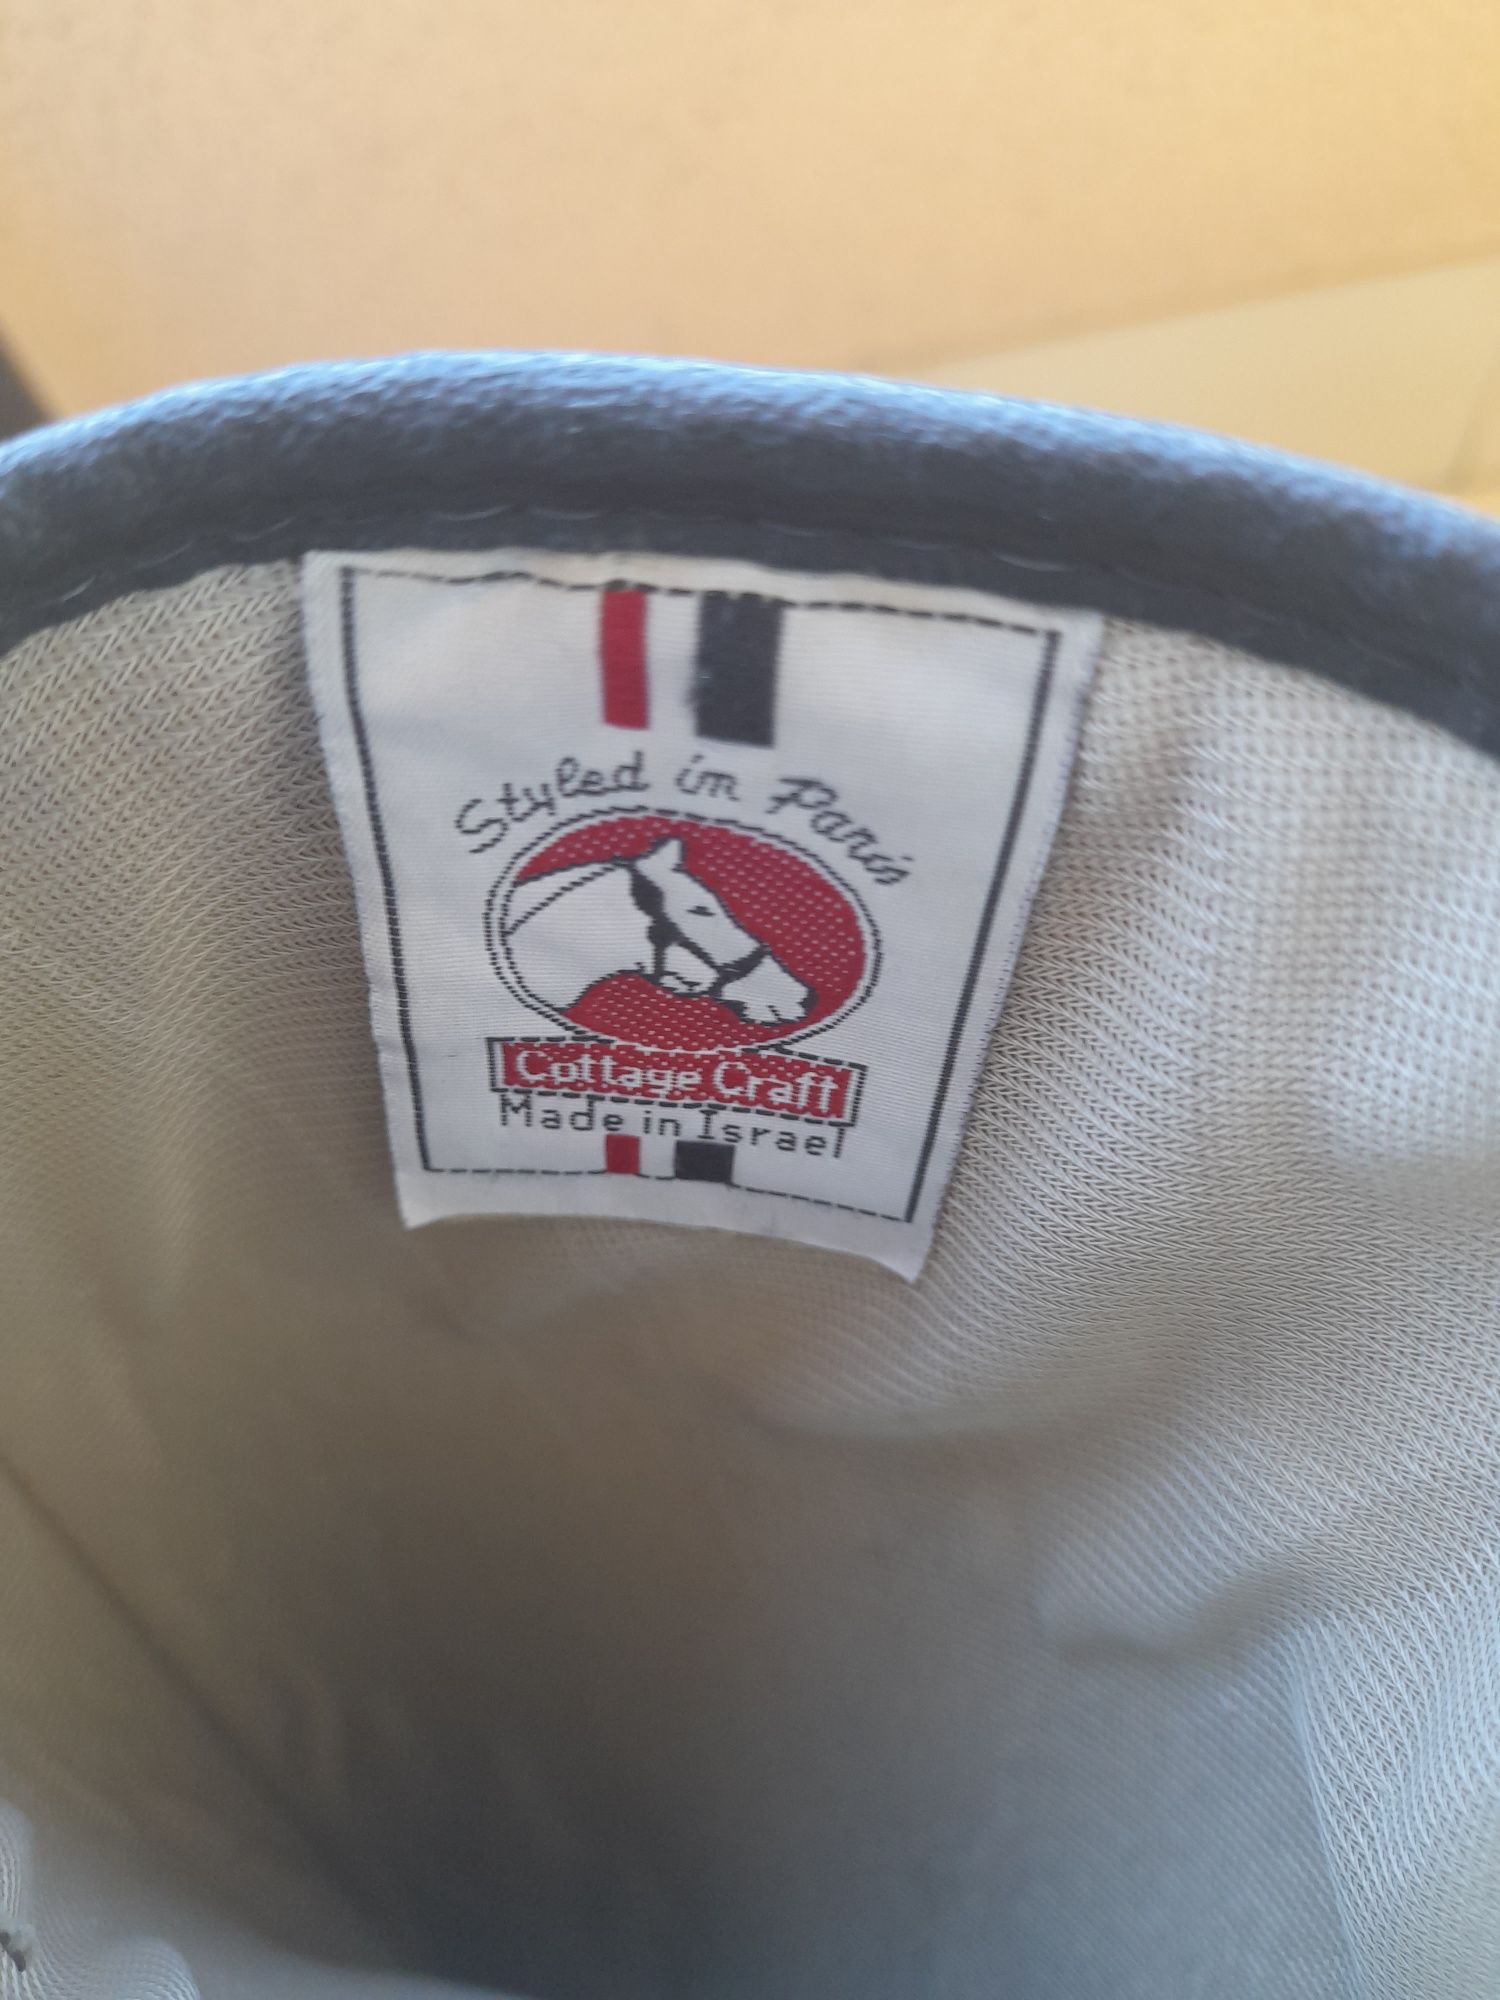 Styled in Paris
Cottage Craft
Made in Israel